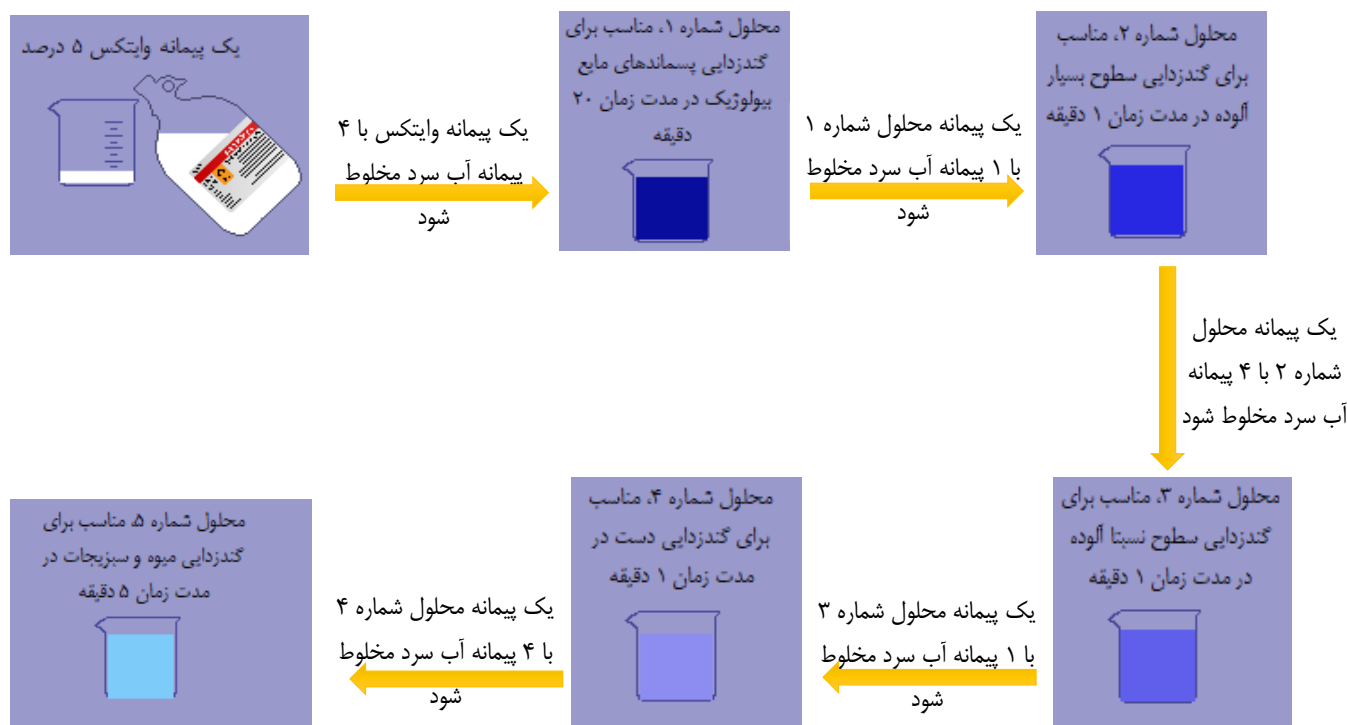 یک پیمانه وایتکس ۵ درصد
یک پیمانه وایتکس با ۴
پیمانه آب سرد مخلوط
شود
محلول شماره ۱، مناسب برای
گندزدایی پسماندهای مایع
بیولوژیک در مدت زمان ۲۰
دقیقه
یک پیمانه محلول شماره ۱
با ۱ پیمانه آب سرد مخلوط
شود
محلول شماره ۲، مناسب
برای گندزدایی سطوح بسیار
آلوده در مدت زمان ۱ دقیقه
یک پیمانه محلول
شماره ۲ با ۴ پیمانه
آب سرد مخلوط شود
محلول شماره ۳، مناسب برای
گندزدایی سطوح نسبتا آلوده
در مدت زمان ۱ دقیقه
یک پیمانه محلول شماره ۳
با ۱ پیمانه آب سرد مخلوط
شود
محلول شماره ۴، مناسب
برای گندزدایی دست در
مدت زمان ۱ دقیقه
یک پیمانه محلول شماره ۴
با ۴ پیمانه آب سرد مخلوط
شود
محلول شماره ۵، مناسب برای
گندزدایی میوه و سبزیجات در
مدت زمان ۵ دقیقه